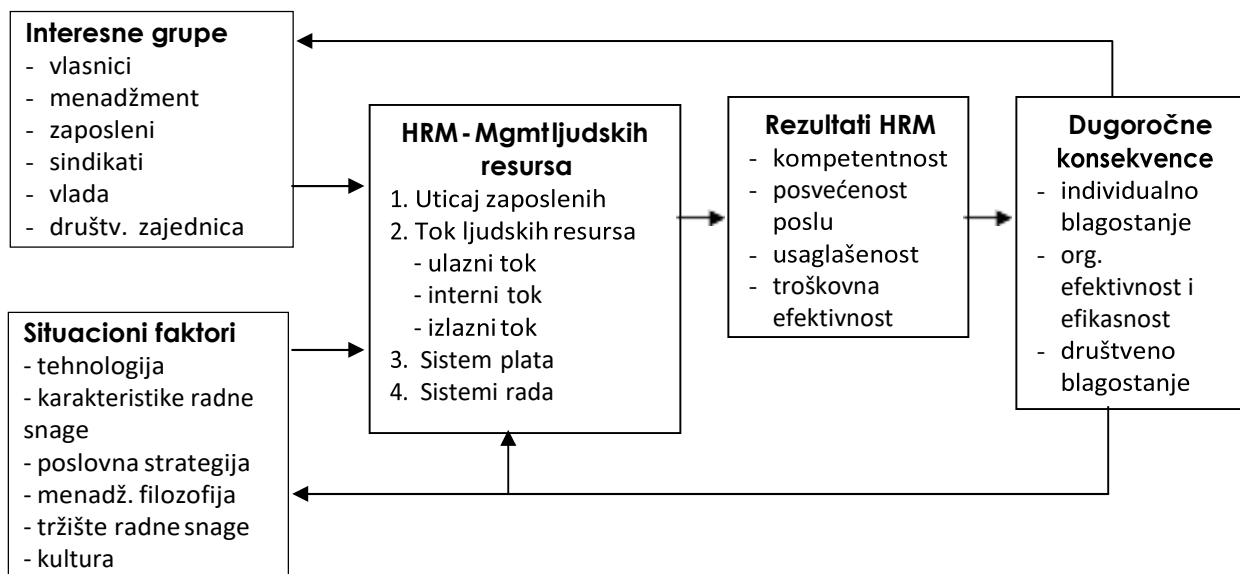 Interesne grupe
- vlasnici
- menadžment
- zaposleni
- sindikati
- vlada
- društv. zajednica
Situacioni faktori
- tehnologija
- karakteristike radne
snage
- poslovna strategija
- menadž. filozofija
- tržište radne snage
- kultura
HRM - Mgmt ljudskih
resursa
1. Uticaj zaposlenih
2. Tok ljudskih resursa
- ulazni tok
- interni tok
- izlazni tok
3. Sistem plata
4. Sistemi rada
Rezultati HRM
- kompetentnost
- posvećenost
poslu
- usaglašenost
- troškovna
efektivnost
Dugoročne
konsekvence
- individualno
blagostanje
- org.
efektivnost i
efikasnost
- društveno
blagostanje